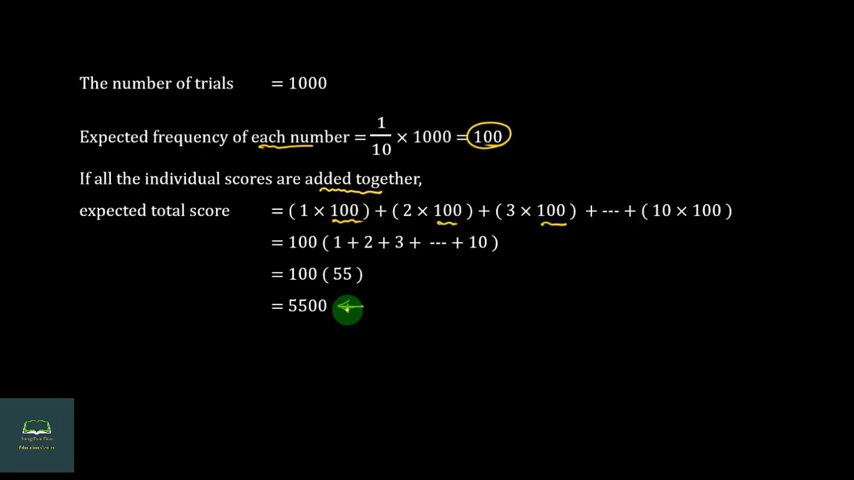 The number of trials = 1000
Expected frequency of each number = 1/10 × 1000 = 100
If all the individual scores are added together,
expected total score = ( 1 × 100 ) + ( 2 × 100 ) + ( 3 × 100 ) + --- + ( 10 × 100 )
= 100 ( 1 + 2 + 3 + --- + 10 )
= 100 ( 55 )
= 5500